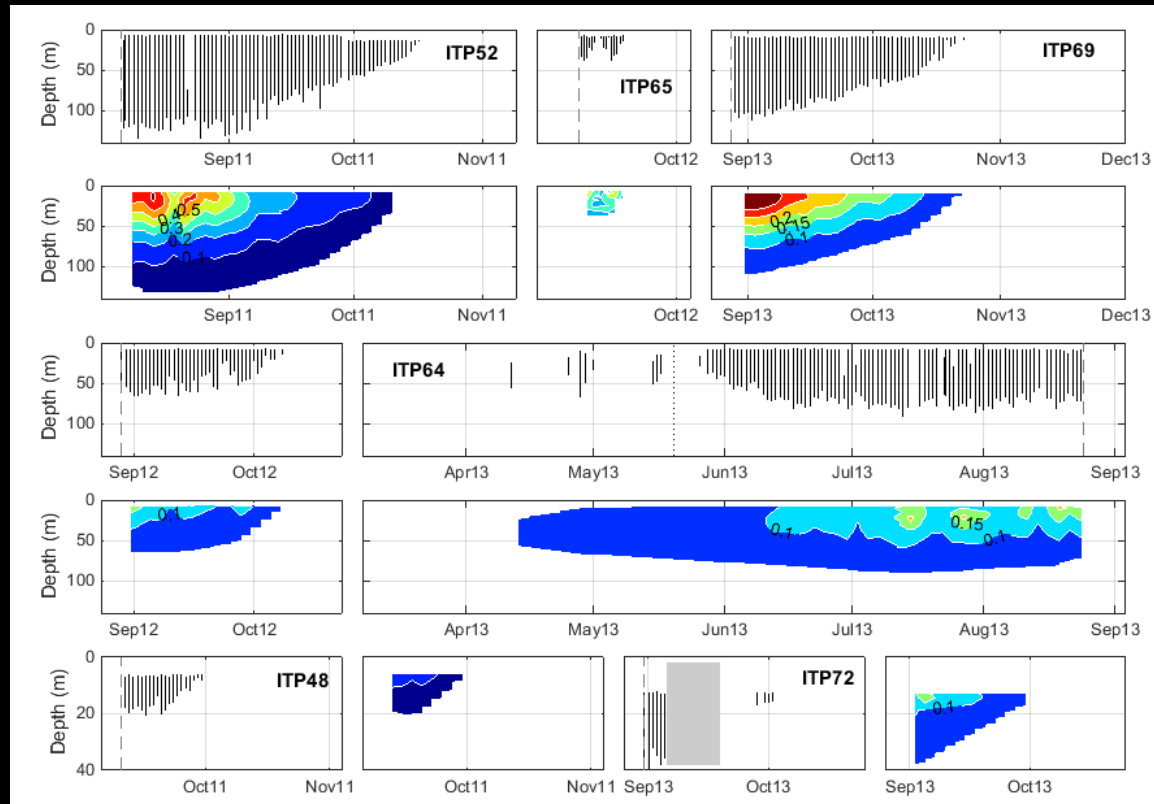 0 50 100 Depth (m) ITP52 ITP65 ITP69
Sep11 Oct11 Nov11 Oct12 Sep13 Oct13 Nov13 Dec13
0 50 100 Depth (m) 0.4 0.5 0.3 0.2 0.1 0.2 0.15 0.1
Sep11 Oct11 Nov11 Oct12 Sep13 Oct13 Nov13 Dec13
0 50 100 Depth (m) ITP64
Sep12 Oct12 Apr13 May13 Jun13 Jul13 Aug13 Sep13
0 50 100 Depth (m) 0.1 0.1 0.15 0.1
Sep12 Oct12 Apr13 May13 Jun13 Jul13 Aug13 Sep13
0 20 40 Depth (m) ITP48 ITP72 0.1
Oct11 Nov11 Oct11 Nov11 Sep13 Oct13 Sep13 Oct13